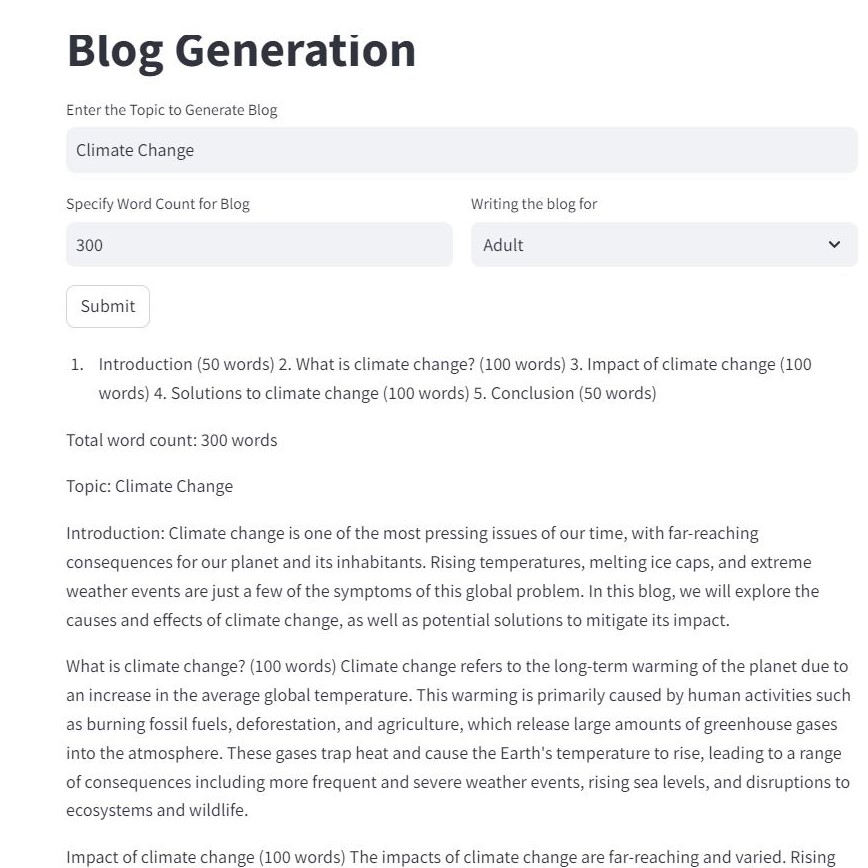 Blog Generation
Enter the Topic to Generate Blog
Climate Change
Specify Word Count for Blog
Writing the blog for
300
Adult
Submit
1. Introduction (50 words) 2. What is climate change? (100 words) 3. Impact of climate change (100
words) 4. Solutions to climate change (100 words) 5. Conclusion (50 words)
Total word count: 300 words
Topic: Climate Change
Introduction: Climate change is one of the most pressing issues of our time, with far-reaching
consequences for our planet and its inhabitants. Rising temperatures, melting ice caps, and extreme
weather events are just a few of the symptoms of this global problem. In this blog, we will explore the
causes and effects of climate change, as well as potential solutions to mitigate its impact.
What is climate change? (100 words) Climate change refers to the long-term warming of the planet due to
an increase in the average global temperature. This warming is primarily caused by human activities such
as burning fossil fuels, deforestation, and agriculture, which release large amounts of greenhouse gases
into the atmosphere. These gases trap heat and cause the Earth's temperature to rise, leading to a range
of consequences including more frequent and severe weather events, rising sea levels, and disruptions to
ecosystems and wildlife.
Impact of climate change (100 words) The impacts of climate change are far-reaching and varied. Rising